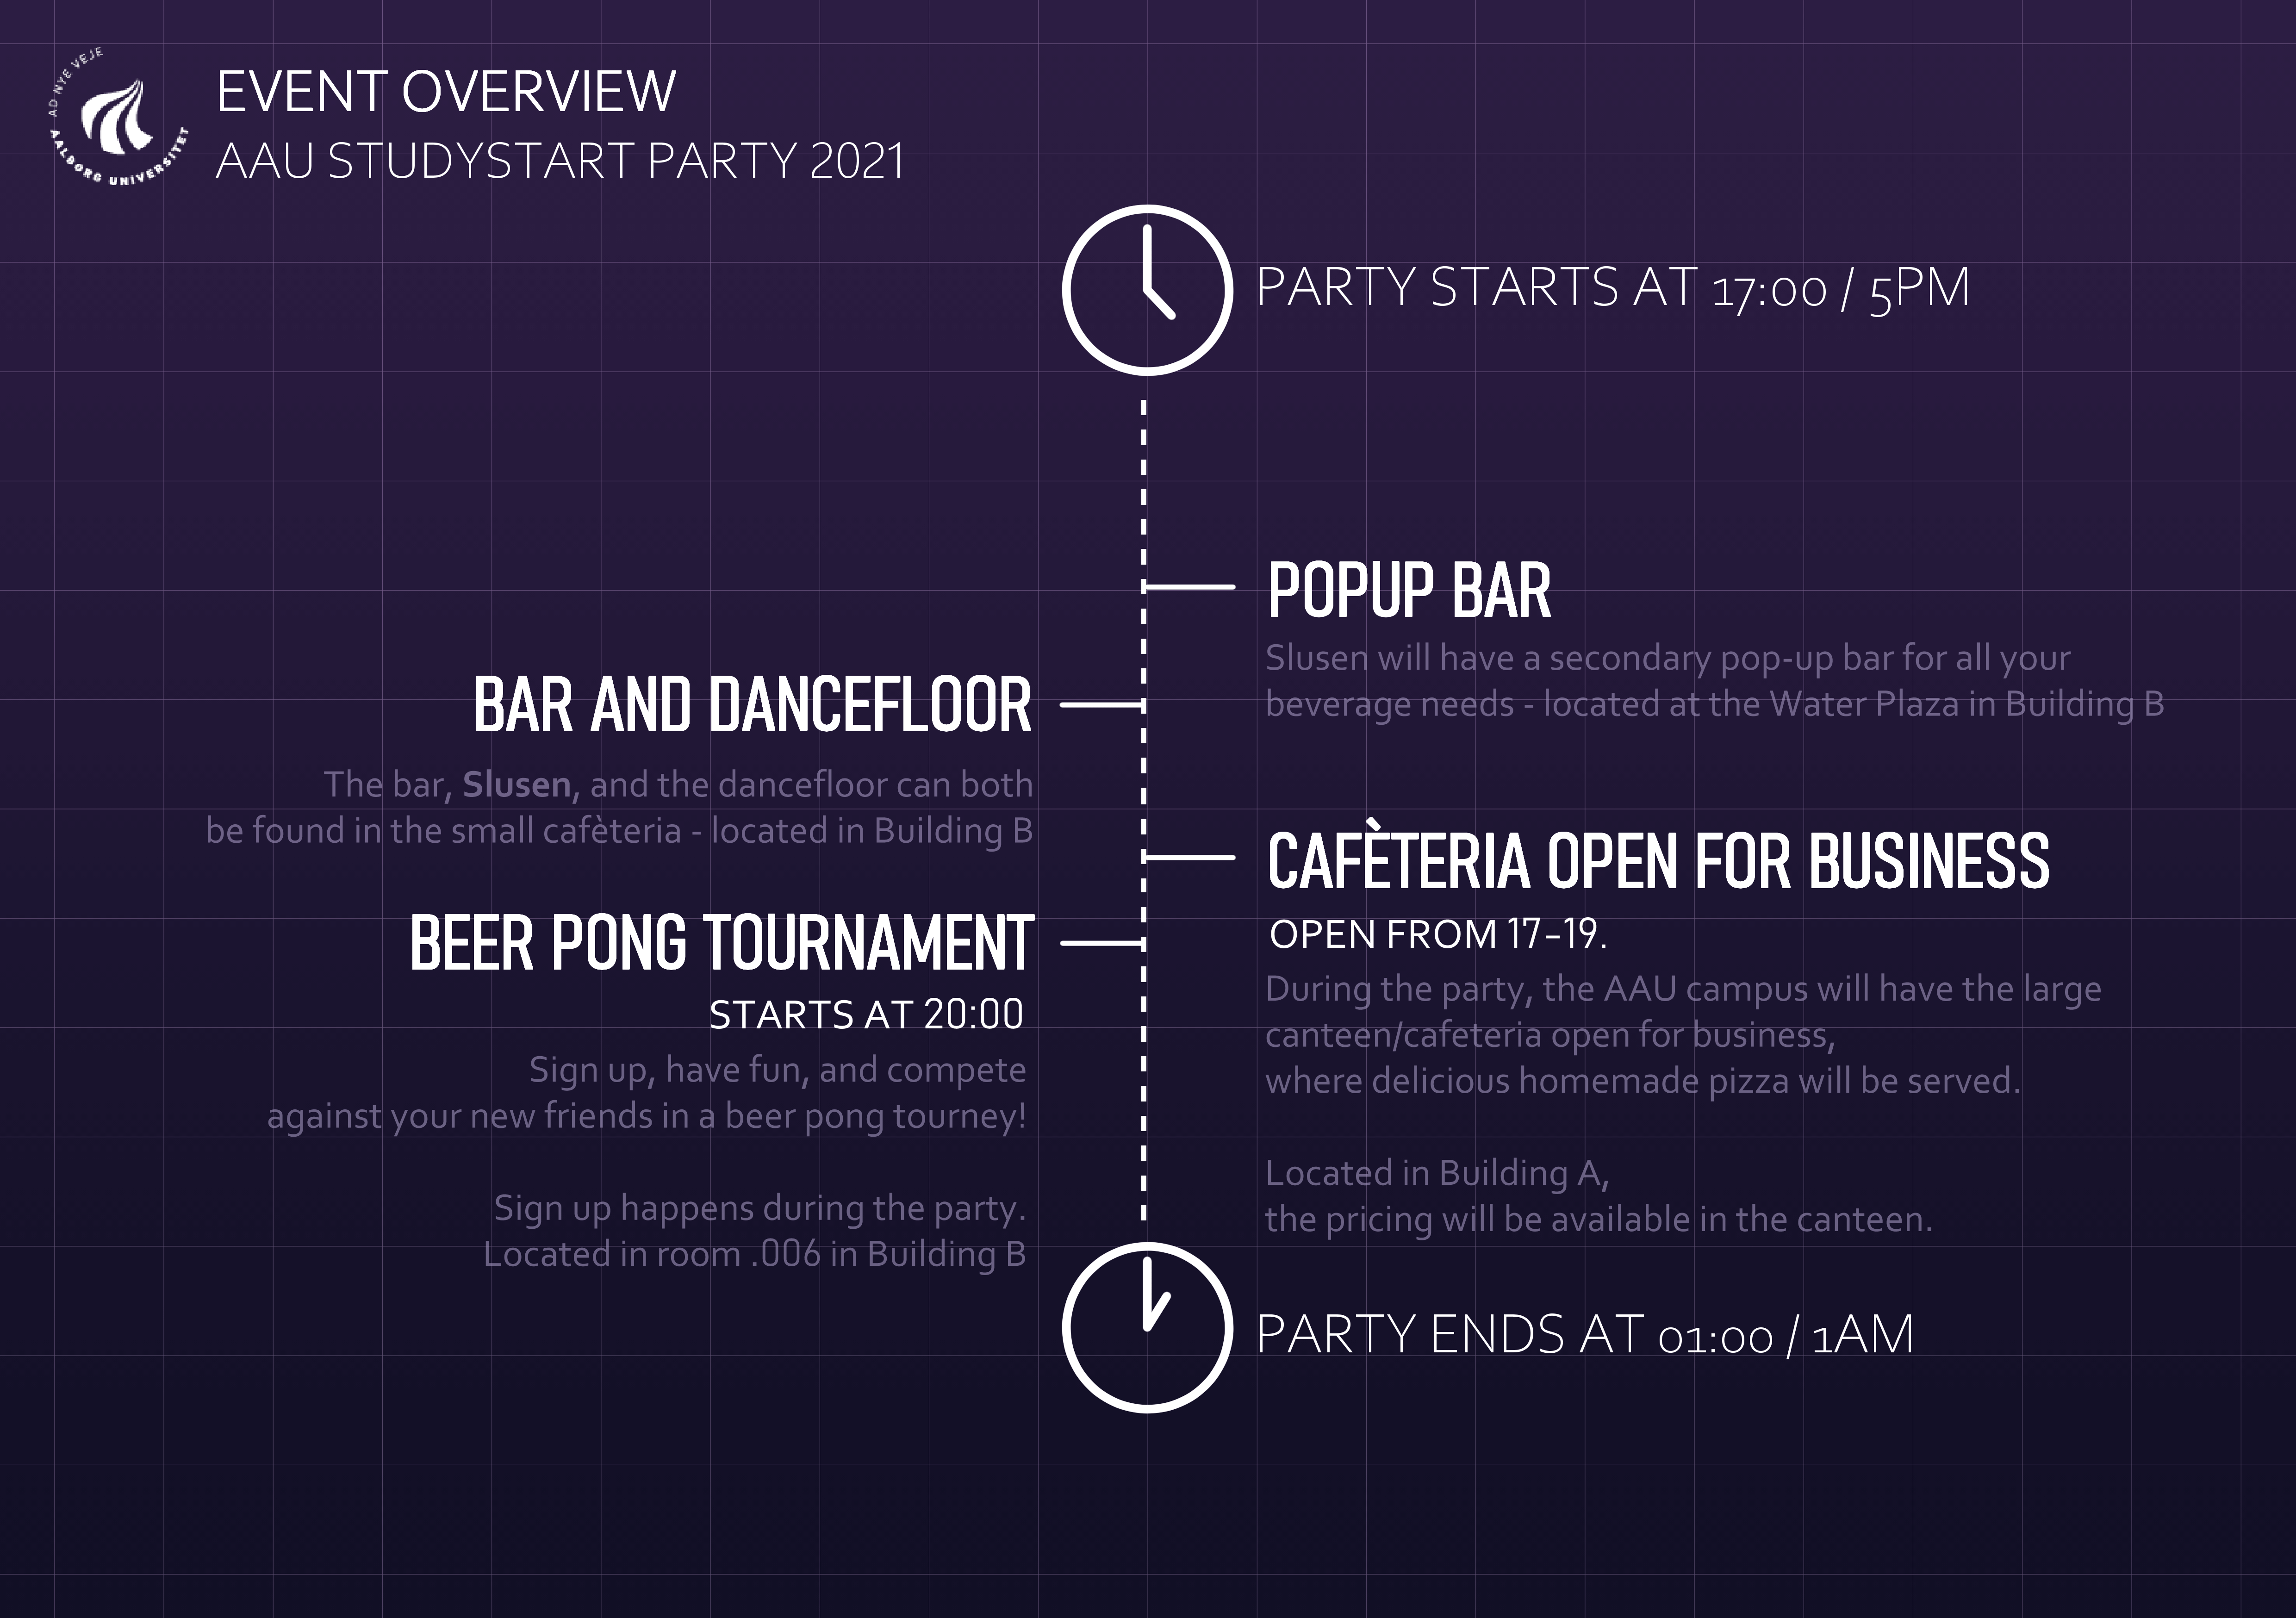 AD NYE VEJE
AALBORG UNIVERSITET
EVENT OVERVIEW
AAU STUDYSTART PARTY 2021
PARTY STARTS AT 17:00 / 5PM
POPUP BAR
Slusen will have a secondary pop-up bar for all your
beverage needs - located at the Water Plaza in Building B
BAR AND DANCEFLOOR
The bar, Slusen, and the dancefloor can both
be found in the small cafèteria - located in Building B
CAFÈTERIA OPEN FOR BUSINESS
OPEN FROM 17-19.
During the party, the AAU campus will have the large
canteen/cafeteria open for business,
where delicious homemade pizza will be served.
Located in Building A,
the pricing will be available in the canteen.
BEER PONG TOURNAMENT
STARTS AT 20:00
Sign up, have fun, and compete
against your new friends in a beer pong tourney!
Sign up happens during the party.
Located in room .006 in Building B
PARTY ENDS AT 01:00 / 1AM